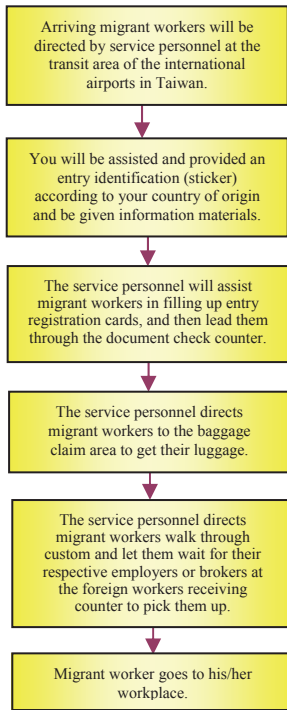 Arriving migrant workers will be
directed by service personnel at the
transit area of the international
airports in Taiwan.
You will be assisted and provided an
entry identification (sticker)
according to your country of origin
and be given information materials.
The service personnel will assist
migrant workers in filling up entry
registration cards, and then lead them
through the document check counter.
The service personnel directs
migrant workers to the baggage
claim area to get their luggage.
The service personnel directs
migrant workers walk through
custom and let them wait for their
respective employers or brokers at
the foreign workers receiving
counter to pick them up.
Migrant worker goes to his/her
workplace.